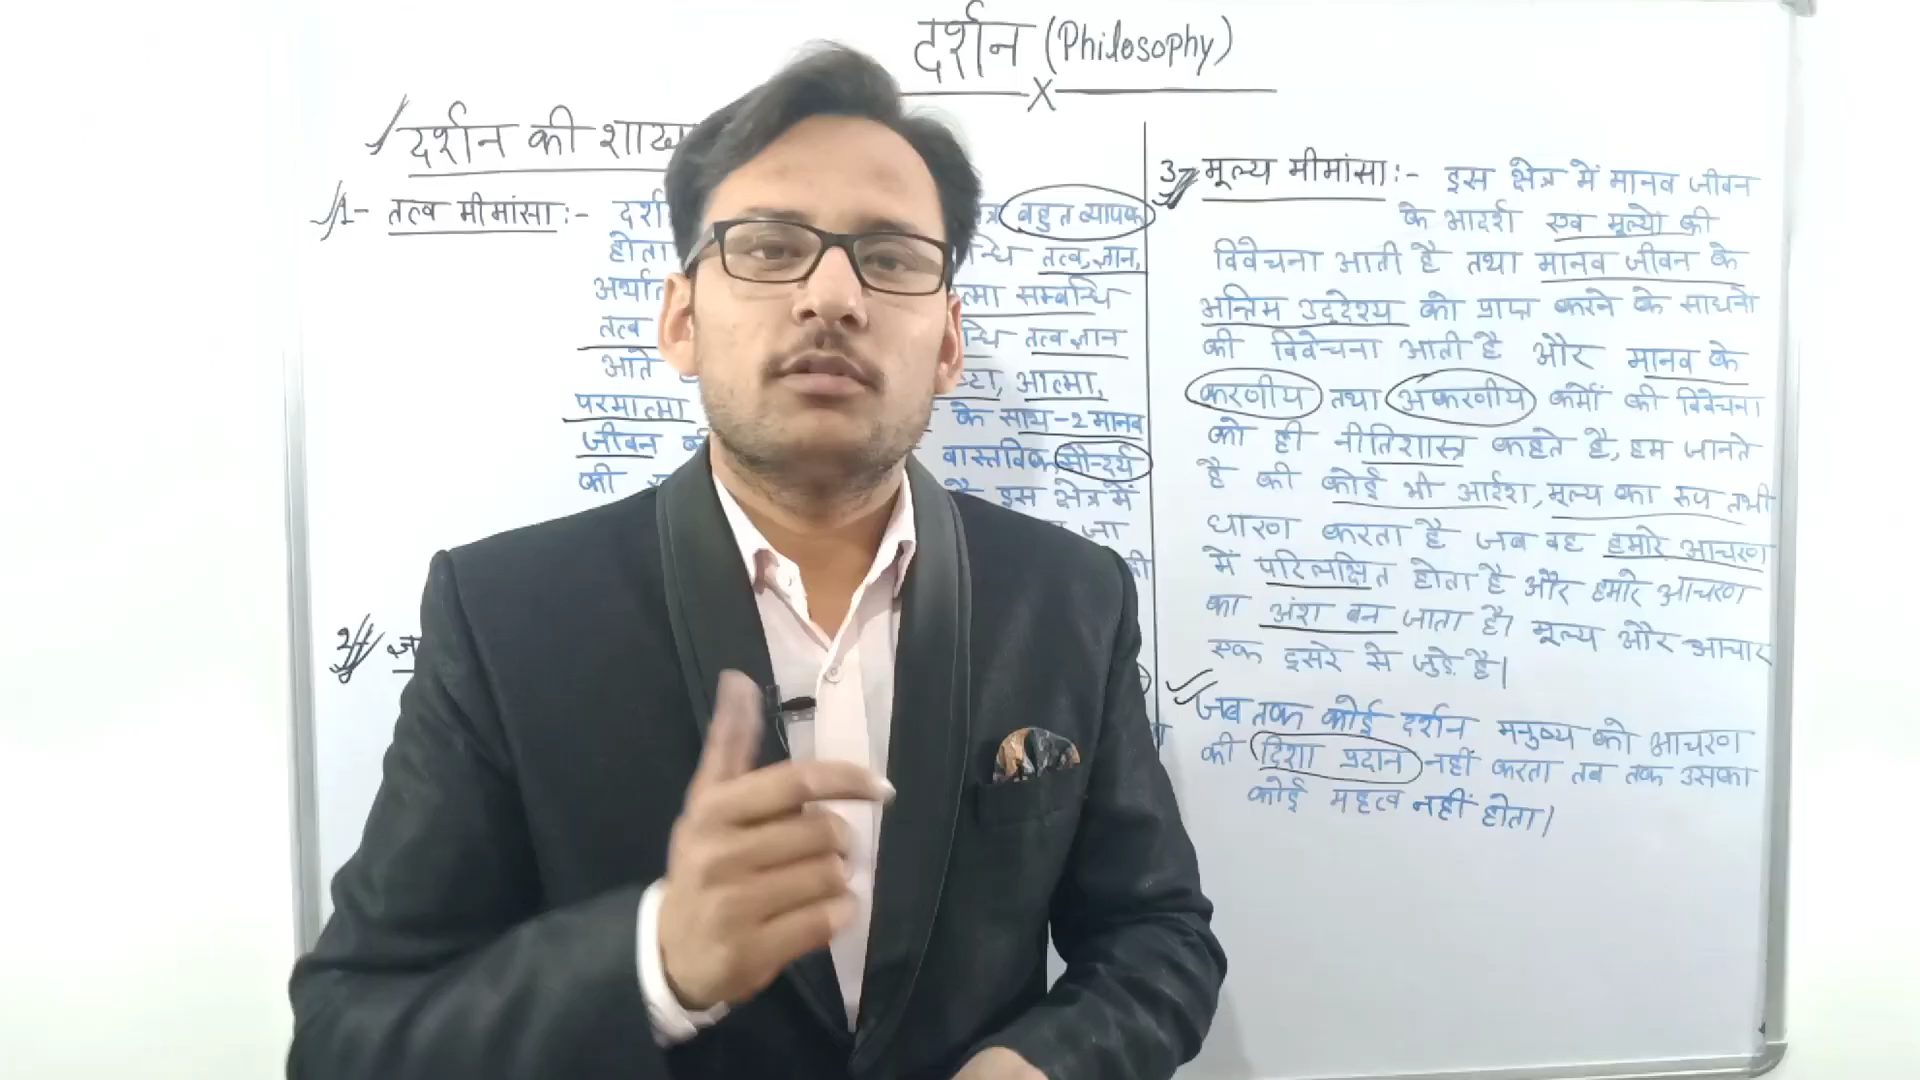 दर्शन (Philosophy)
दर्शन की शाख
1- तत्व मीमांसा :- दर्श
बहुत व्यापक
होता न्धि तत्व, ज्ञान,
अर्थात त्मा सम्बन्धि
तत्व न्धि तत्व ज्ञान
आते ष्टा, आत्मा,
परमात्मा के साथ-2 मानव
जीवन वास्तविक सौन्दर्य
की है इस क्षेत्र में
जा
की
2- ज्ञ
3- मूल्य मीमांसा :- इस क्षेत्र में मानव जीवन
के आदर्श एवं मूल्यों की
विवेचना आती है तथा मानव जीवन के
अन्तिम उद्देश्य को प्राप्त करने के साधनों
की विवेचना आती है और मानव के
करणीय तथा अकरणीय कर्मों की विवेचना
को ही नीतिशास्त्र कहते है, हम जानते
है की कोई भी आर्दश, मूल्य का रूप तभी
धारण करता है जब वह हमारे आचरण
में परिलक्षित होता है और हमारे आचरण
का अंश बन जाता है। मूल्य और आचार
एक दूसरे से जुड़े है।
जब तक कोई दर्शन मनुष्य को आचरण
की दिशा प्रदान नहीं करता तब तक उसका
कोई महत्व नहीं होता।